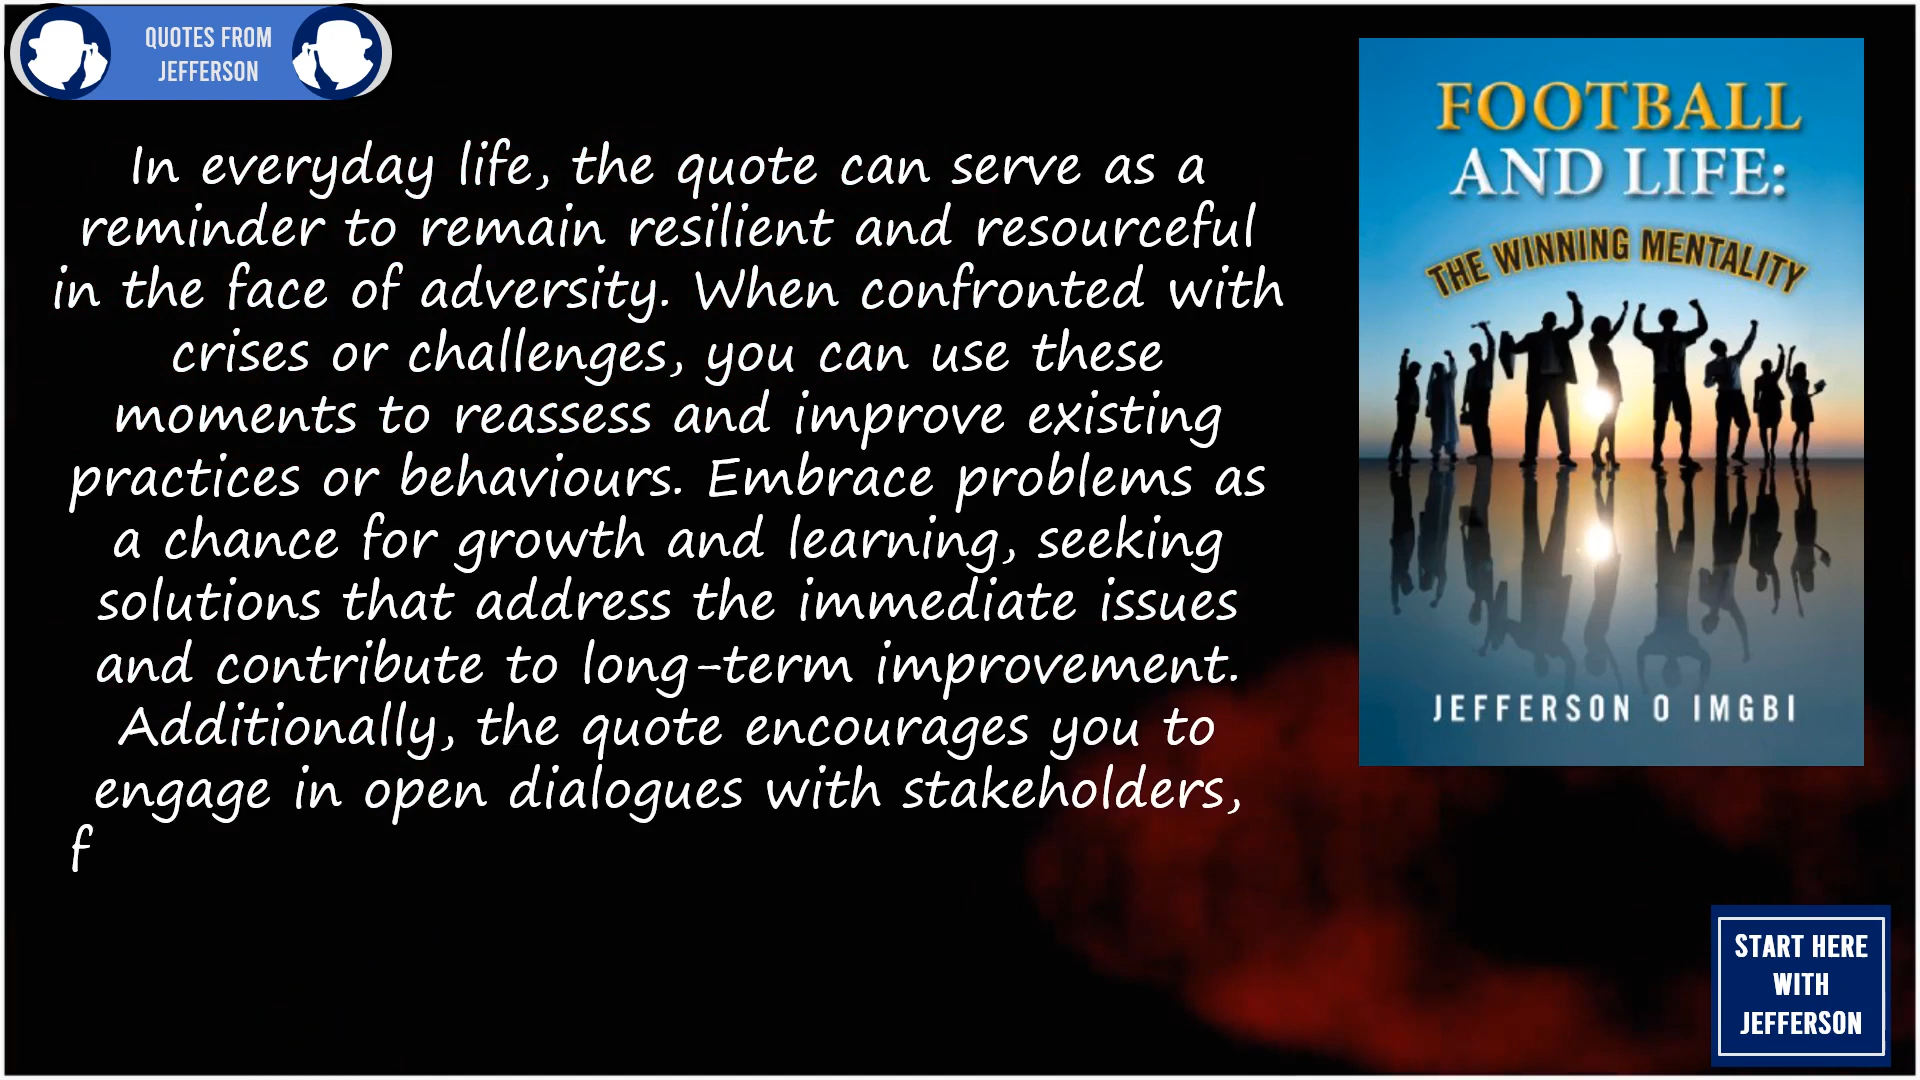 QUOTES FROM
JEFFERSON
In everyday life, the quote can serve as a
reminder to remain resilient and resourceful
in the face of adversity. When confronted with
crises or challenges, you can use these
moments to reassess and improve existing
practices or behaviours. Embrace problems as
a chance for growth and learning, seeking
solutions that address the immediate issues
and contribute to long-term improvement.
Additionally, the quote encourages you to
engage in open dialogues with stakeholders,
f
FOOTBALL
AND LIFE:
THE WINNING MENTALITY
JEFFERSON O IMGBI
START HERE
WITH
JEFFERSON